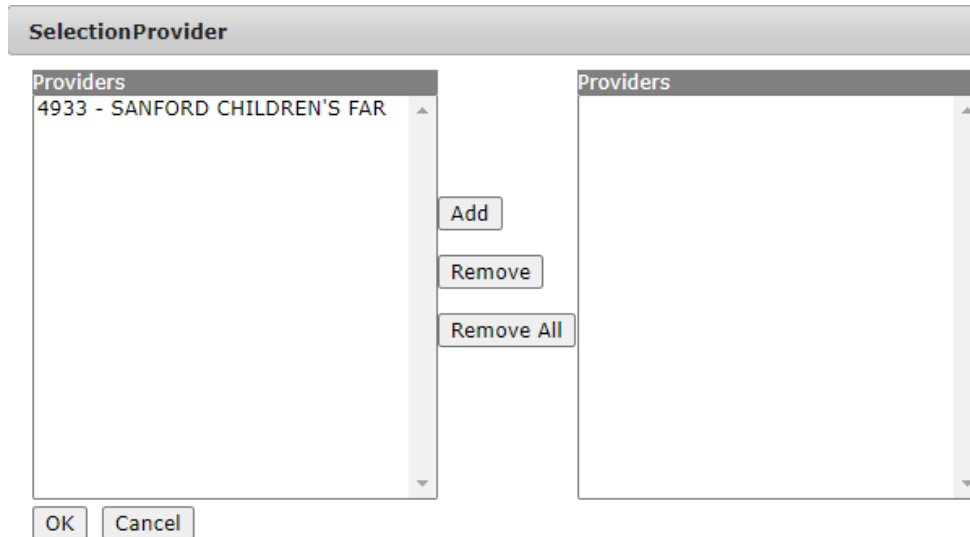 SelectionProvider
Providers
Providers
4933 - SANFORD CHILDREN'S FAR
Add
Remove
Remove All
OK
Cancel